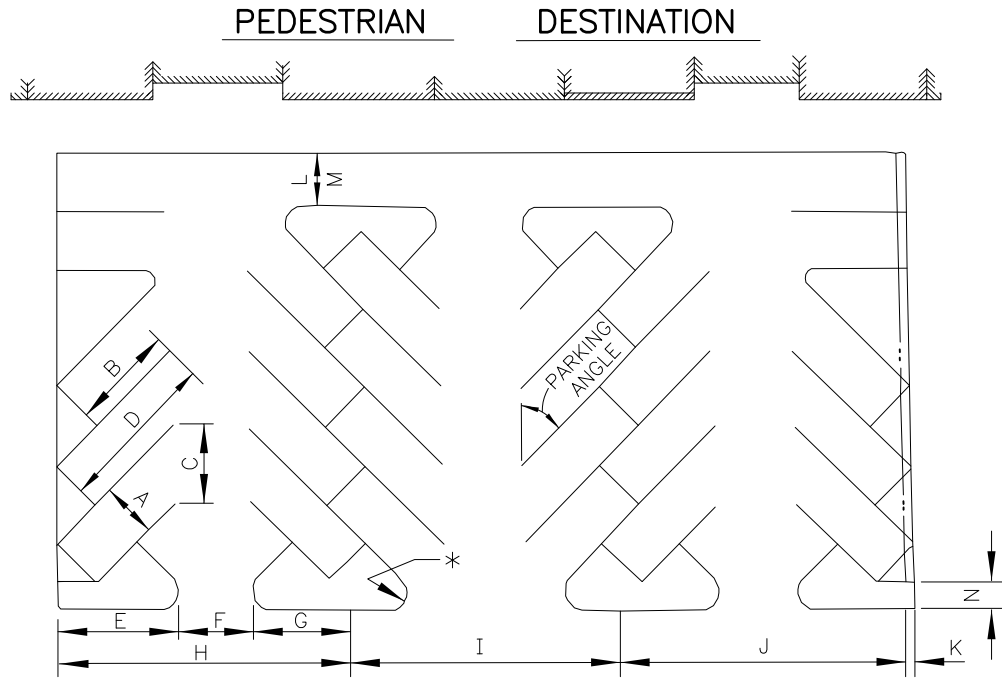 PEDESTRIAN DESTINATION
L
M
B
D
C
A
PARKING
ANGLE
*
N
E
F
G
H
I
J
K